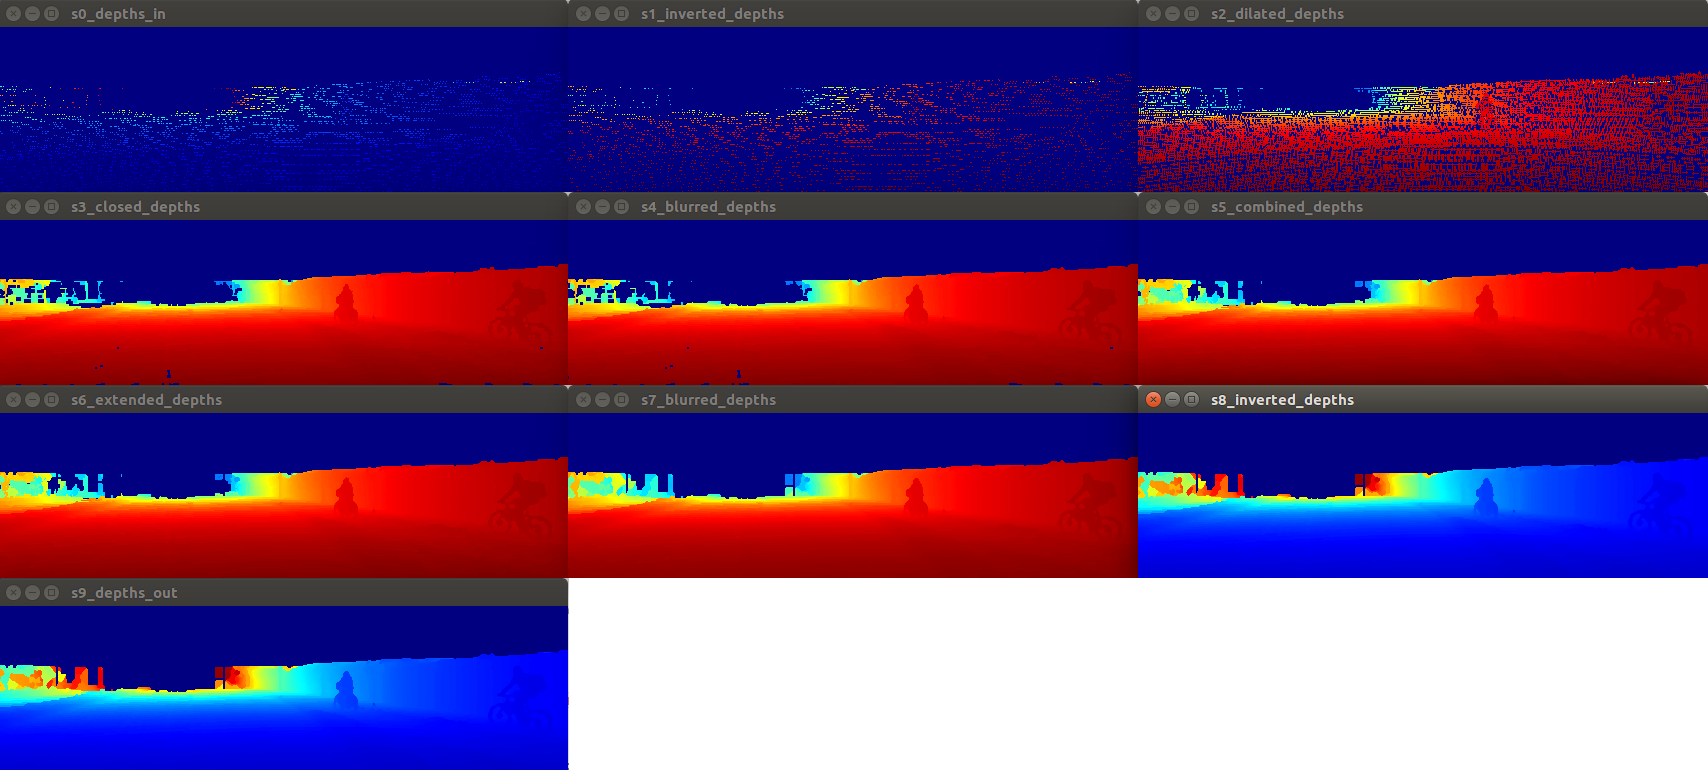 s0_depths_in
s1_inverted_depths
s2_dilated_depths
s3_closed_depths
s4_blurred_depths
s5_combined_depths
s6_extended_depths
s7_blurred_depths
s8_inverted_depths
s9_depths_out